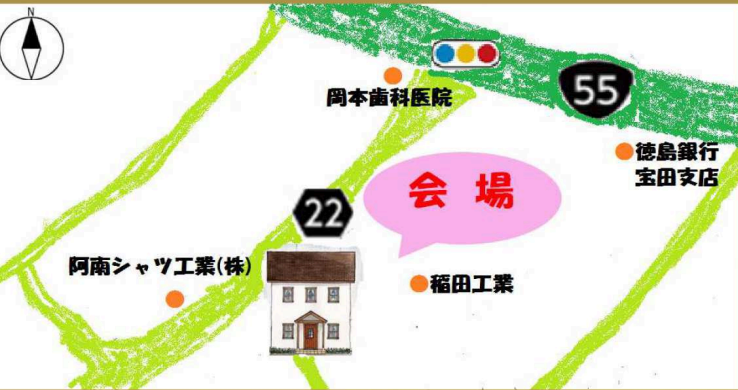 N
55
岡本歯科医院
徳島銀行
宝田支店
会場
22
阿南シャツ工業(株)
稲田工業